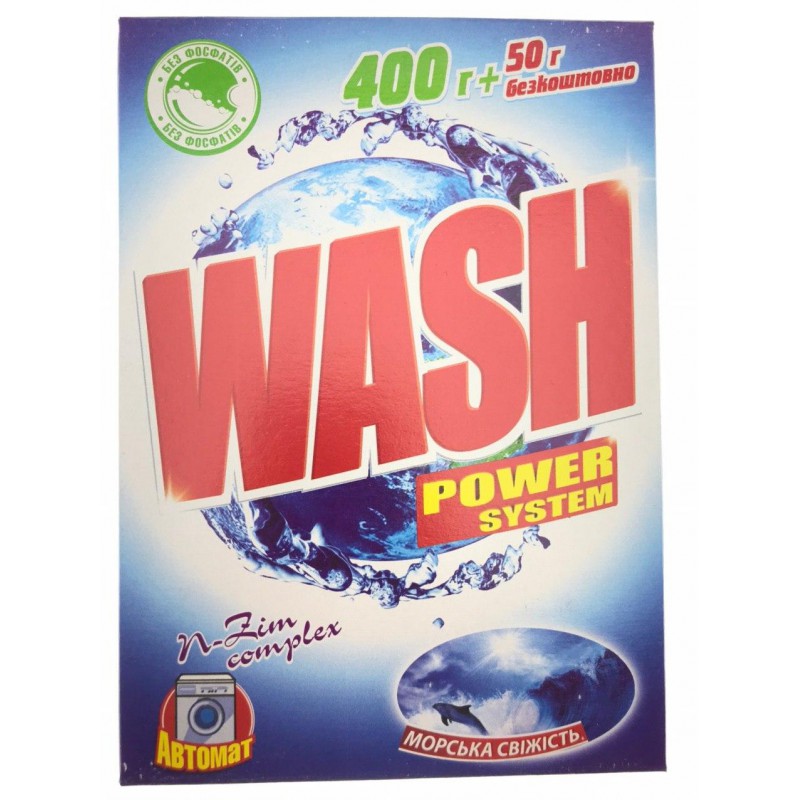 БЕЗ ФОСФАТІВ
БЕЗ ФОСФАТІВ
400 г + 50 г
безкоштовно
WASH
POWER
SYSTEM
N-Zim
complex
АВТОМАТ
МОРСЬКА СВІЖІСТЬ